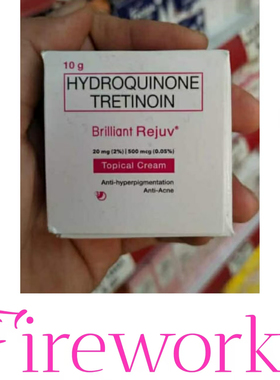 10 g
HYDROQUINONE
TRETINOIN
Brilliant Rejuv®
20 mg (2%) | 500 mcg (0.05%)
Topical Cream
Anti-hyperpigmentation
Anti-Acne
Firework